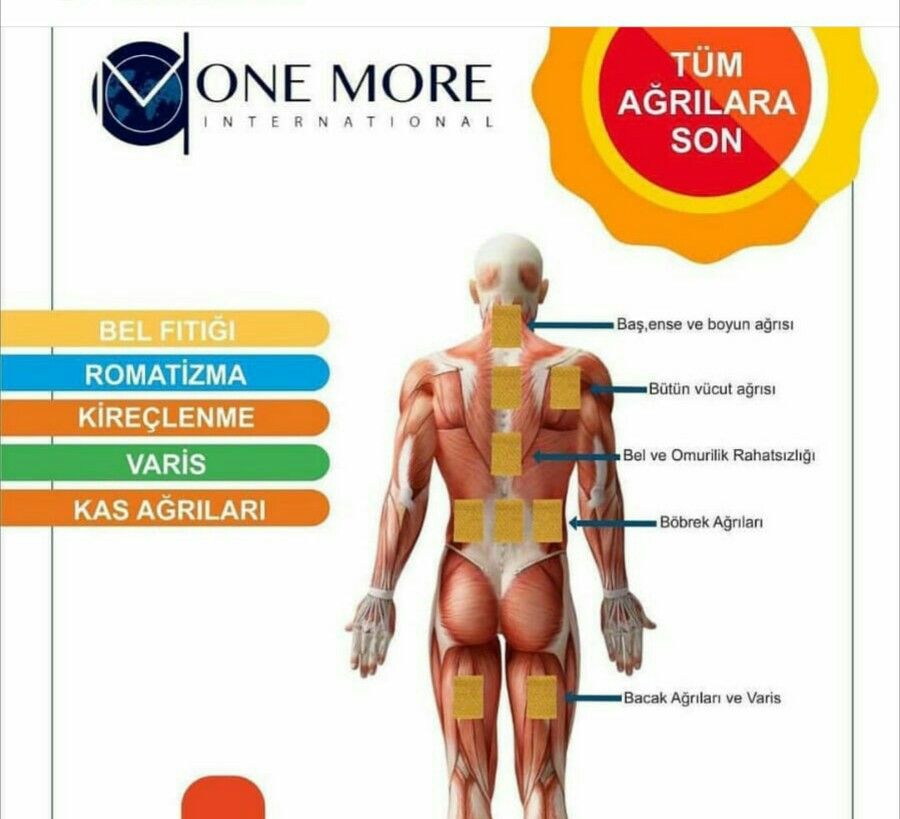 ONE MORE
INTERNATIONAL
TÜM
AĞRILARA
SON
BEL FITIĞI
ROMATİZMA
KİREÇLENME
VARİS
KAS AĞRILARI
Baş,ense ve boyun ağrısı
Bütün vücut ağrısı
Bel ve Omurilik Rahatsızlığı
Böbrek Ağrıları
Bacak Ağrıları ve Varis